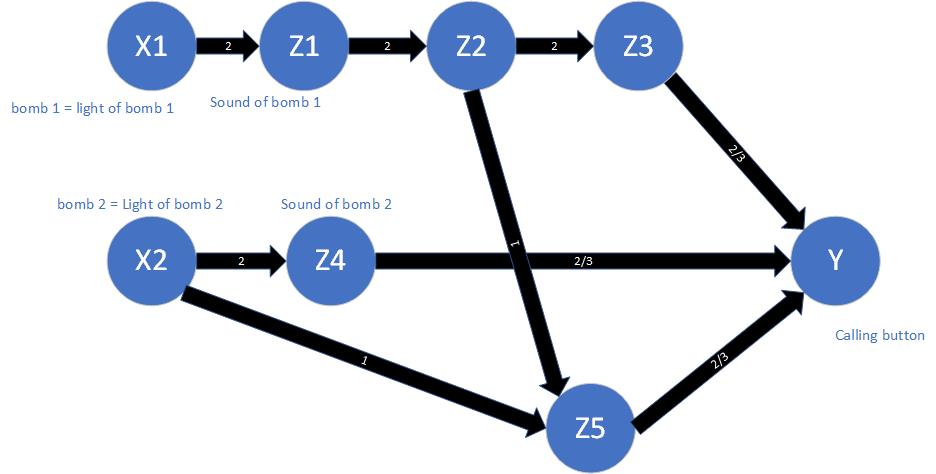 X1
2
Z1
2
Z2
2
Z3
bomb 1 = light of bomb 1
Sound of bomb 1
2/3
bomb 2 = Light of bomb 2
Sound of bomb 2
1
X2
2
Z4
2/3
Y
Calling button
1
2/3
Z5